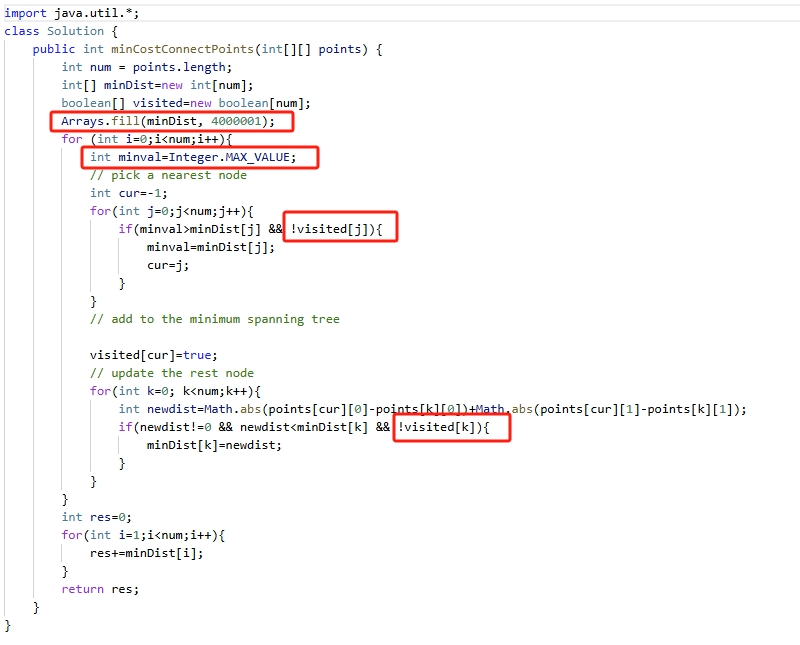 import java.util.*;
class Solution {
    public int minCostConnectPoints(int[][] points) {
        int num = points.length;
        int[] minDist=new int[num];
        boolean[] visited=new boolean[num];
        Arrays.fill(minDist, 4000001);
        for (int i=0;i<num;i++){
            int minval=Integer.MAX_VALUE;
            // pick a nearest node
            int cur=-1;
            for(int j=0;j<num;j++){
                if(minval>minDist[j] && !visited[j]){
                    minval=minDist[j];
                    cur=j;
                }
            }
            // add to the minimum spanning tree
            visited[cur]=true;
            // update the rest node
            for(int k=0; k<num;k++){
                int newdist=Math.abs(points[cur][0]-points[k][0])+Math.abs(points[cur][1]-points[k][1]);
                if(newdist!=0 && newdist<minDist[k] && !visited[k]){
                    minDist[k]=newdist;
                }
            }
        }
        int res=0;
        for(int i=1;i<num;i++){
            res+=minDist[i];
        }
        return res;
    }
}